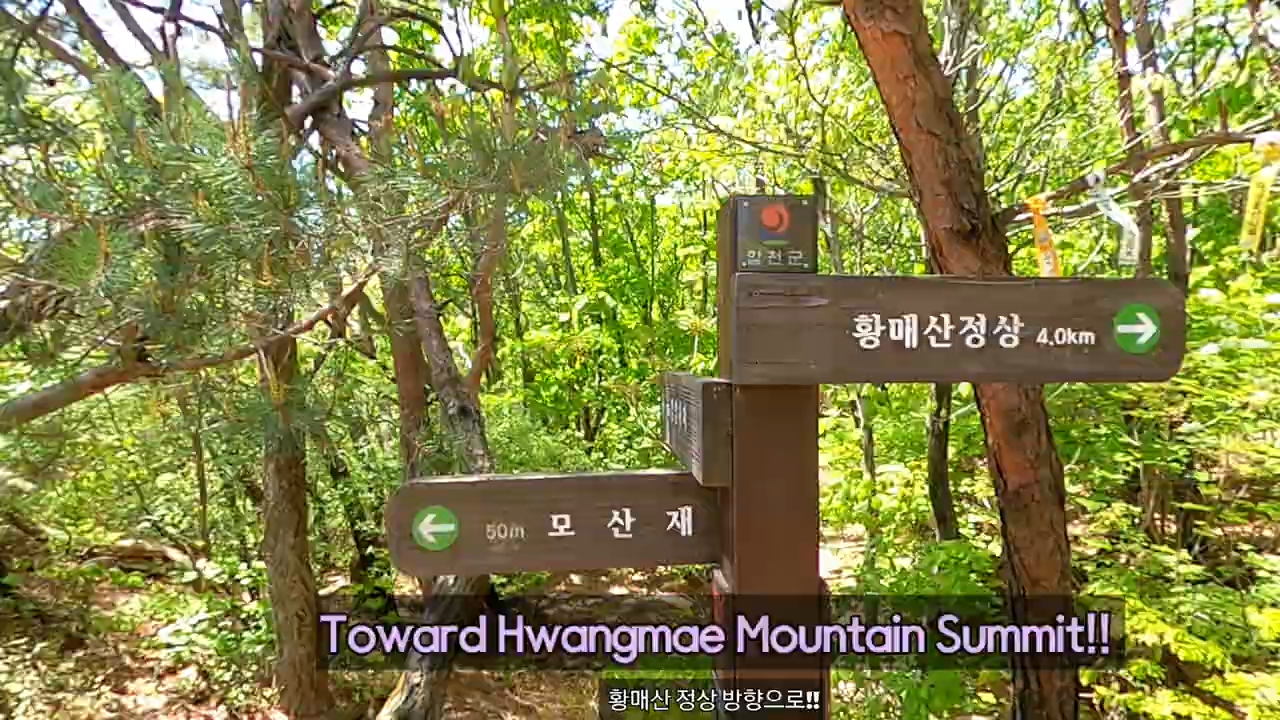 합천군
황매산정상 4.0km
50m 모 산 재
Toward Hwangmae Mountain Summit!!
황매산 정상 방향으로!!